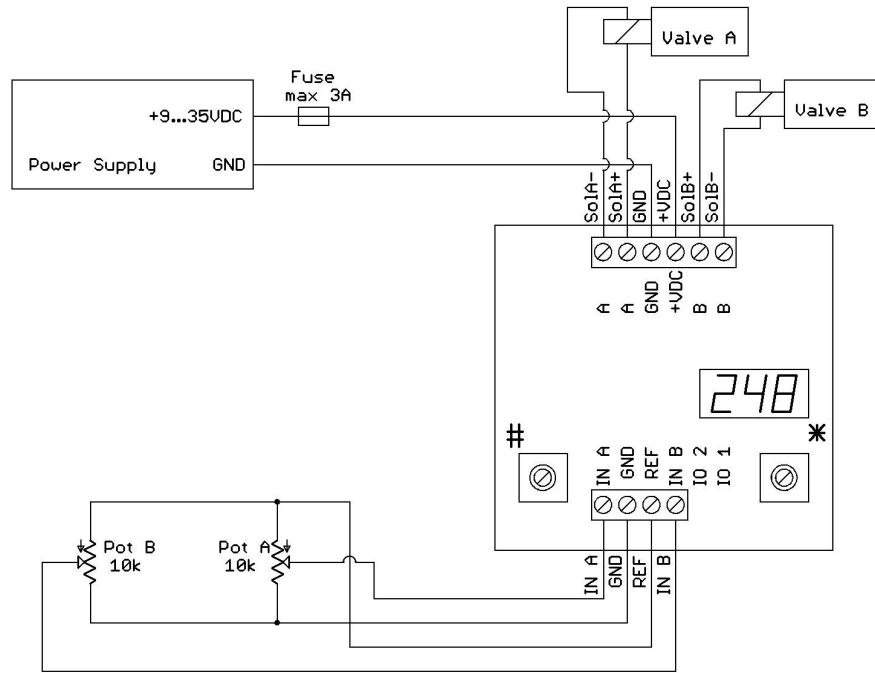 Valve A
Valve B
Fuse
max 3A
+9...35VDC
Power Supply
GND
SolA-
SolA+
GND
+VDC
SolB+
SolB-
A
A
GND
+VDC
B
B
248
#
*
IN A
GND
REF
IN B
IO 2
IO 1
Pot B
10k
Pot A
10k
IN A
GND
REF
IN B